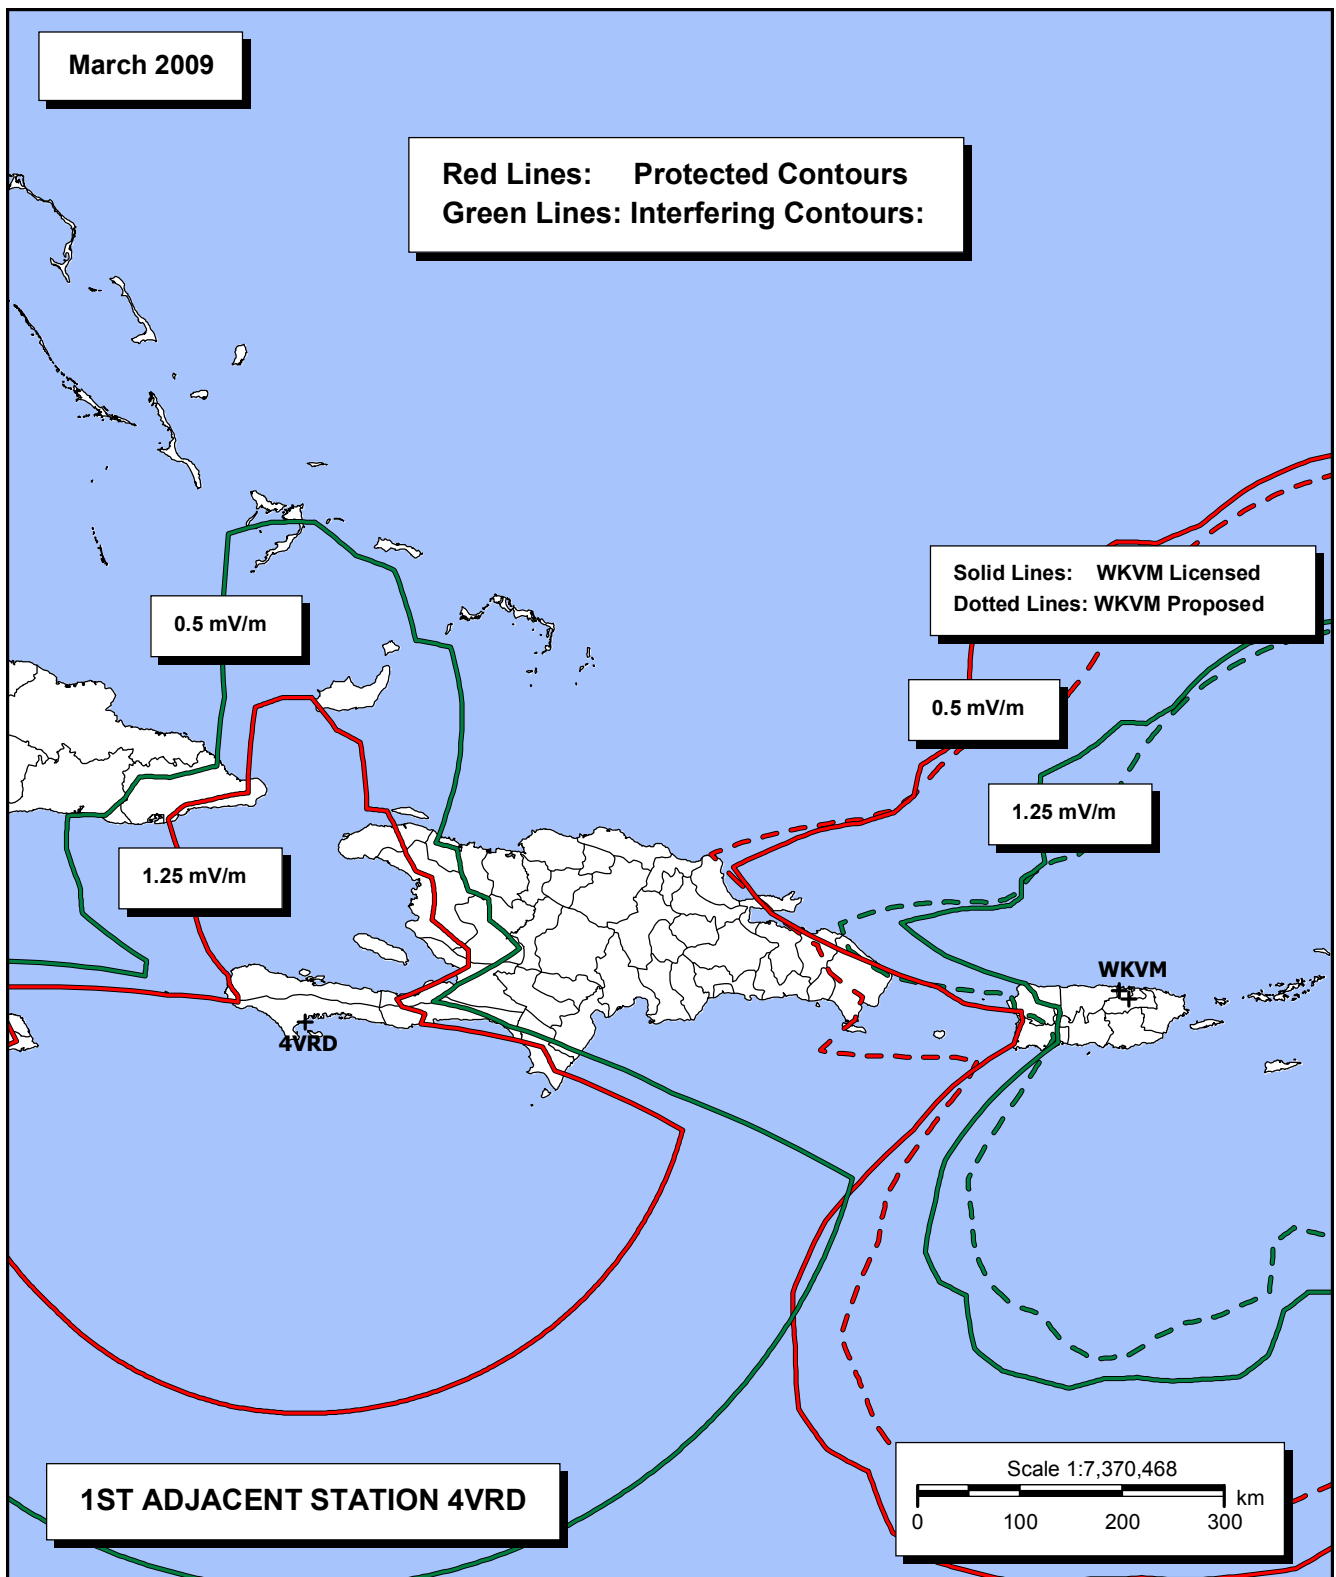 March 2009
Red Lines: Protected Contours
Green Lines: Interfering Contours:
Solid Lines: WKVM Licensed
Dotted Lines: WKVM Proposed
0.5 mV/m
0.5 mV/m
1.25 mV/m
1.25 mV/m
WKVM
4VRD
1ST ADJACENT STATION 4VRD
Scale 1:7,370,468
km
0 100 200 300